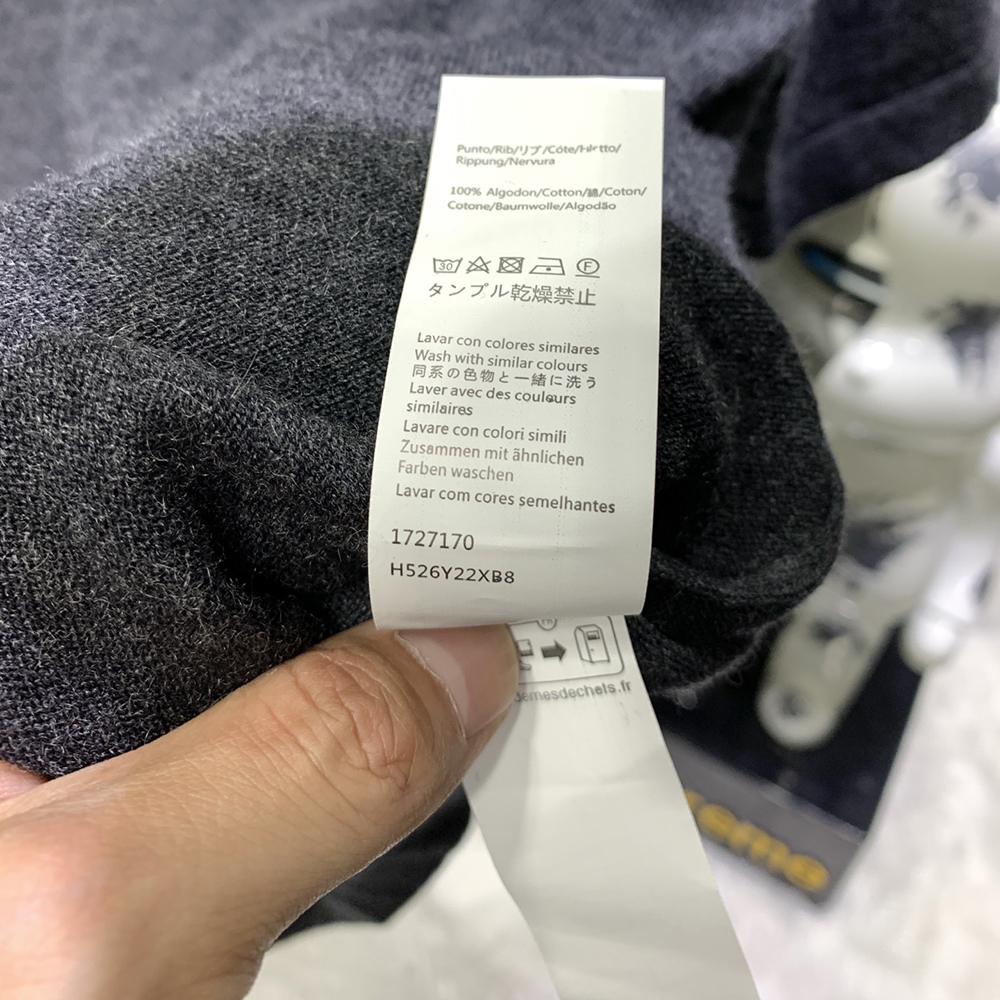 Punto/Rib/リブ/Côte/
Rippung/Nervura
100% Algodon/Cotton/綿/Coton/
Cotone/Baumwolle/Algodão
30
F
タンブル乾燥禁止
Lavar con colores similares
Wash with similar colours
同系の色物と一緒に洗う
Laver avec des couleurs
similaires
Lavare con colori simili
Zusammen mit ähnlichen
Farben waschen
Lavar com cores semelhantes
1727170
H526Y22XB8